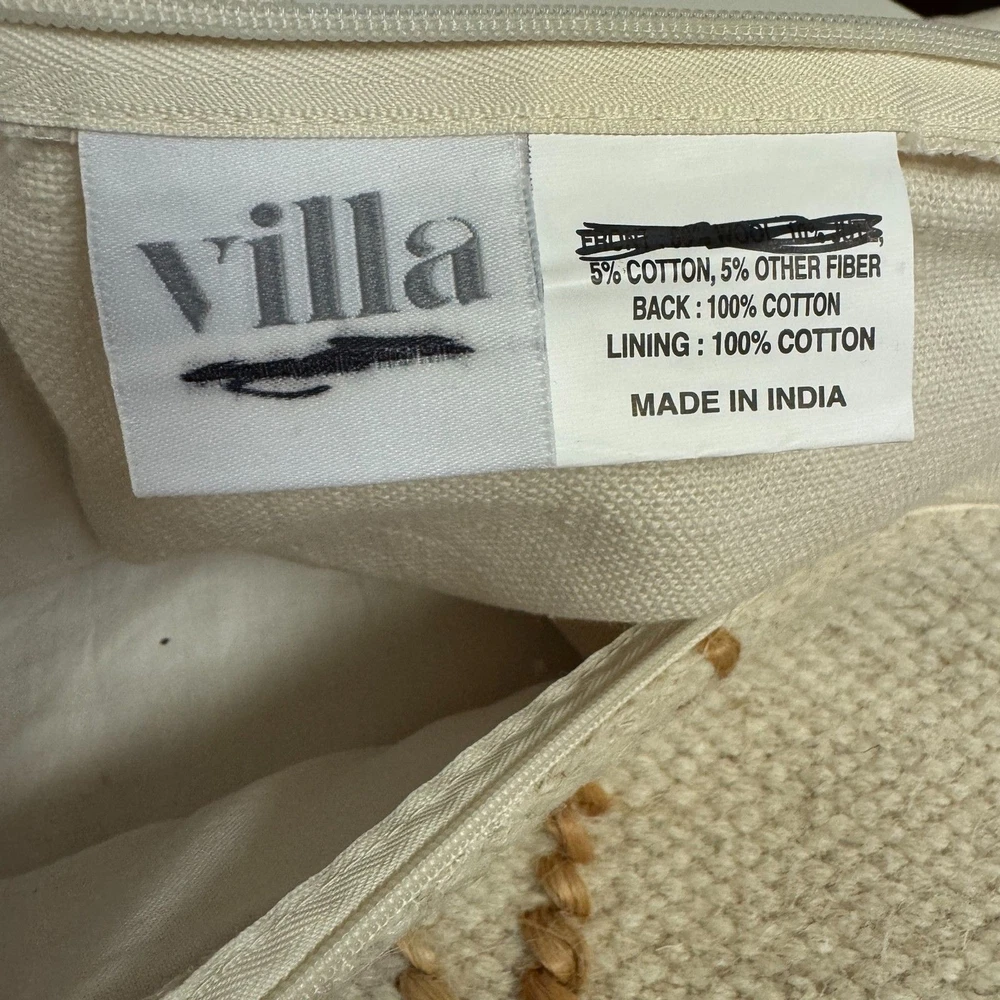 villa
5% COTTON, 5% OTHER FIBER
BACK : 100% COTTON
LINING : 100% COTTON
MADE IN INDIA